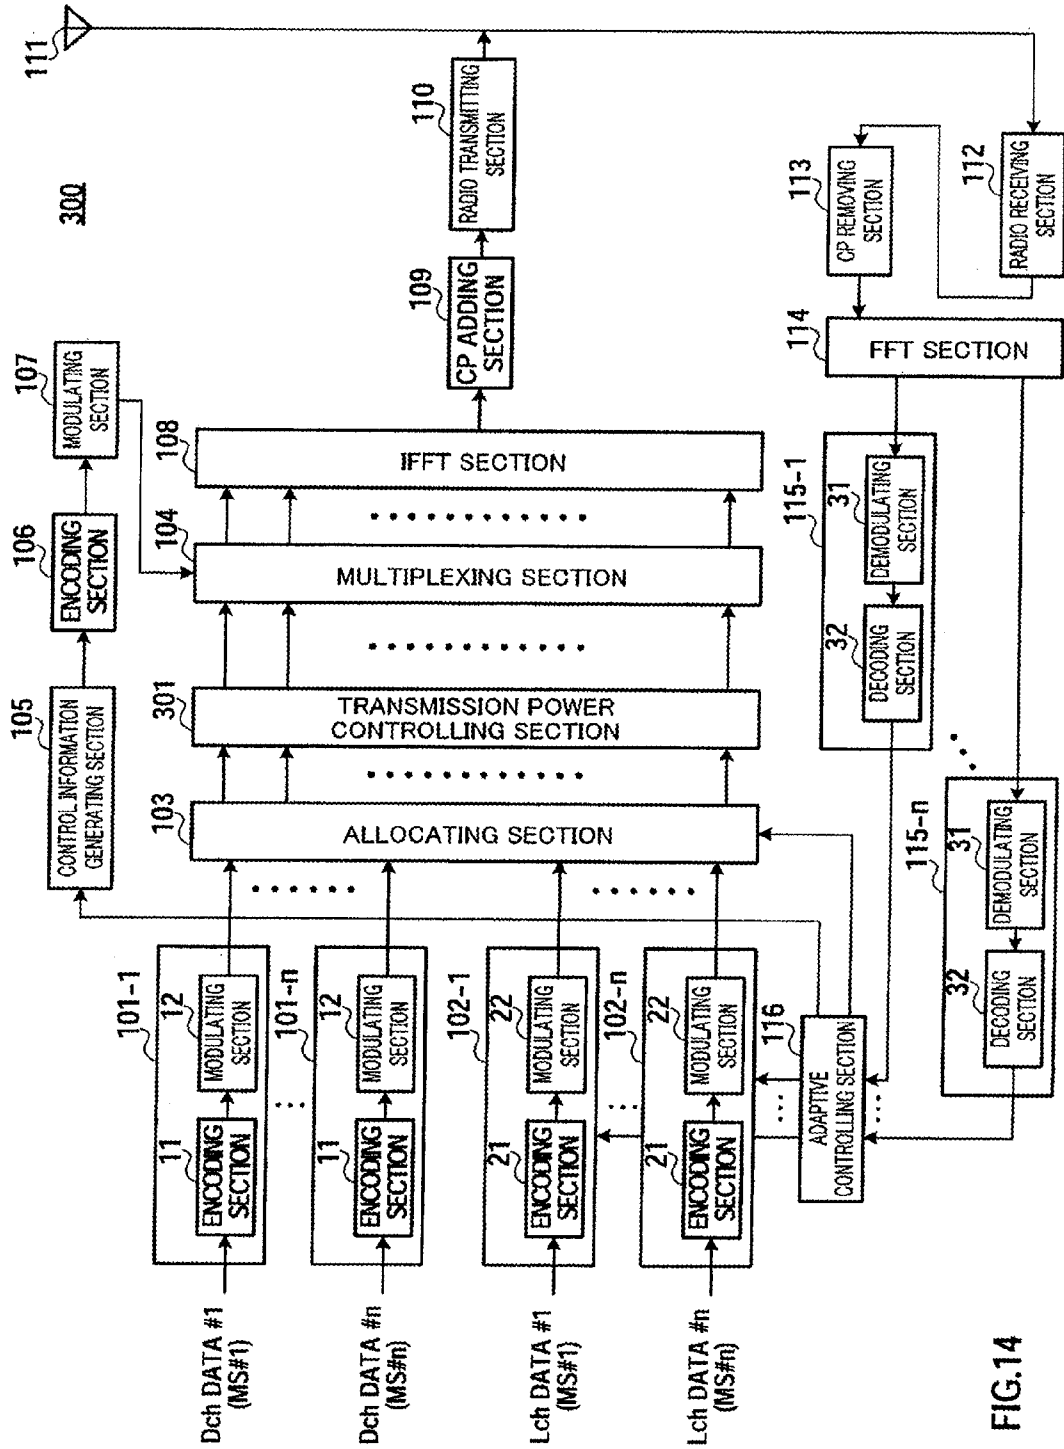 300
111
105
CONTROL INFORMATION
GENERATING SECTION
106
ENCODING
SECTION
107
MODULATING
SECTION
Dch DATA #1
(MS#1)
101-1
11
ENCODING
SECTION
12
MODULATING
SECTION
Dch DATA #n
(MS#n)
101-n
11
ENCODING
SECTION
12
MODULATING
SECTION
Lch DATA #1
(MS#1)
102-1
21
ENCODING
SECTION
22
MODULATING
SECTION
Lch DATA #n
(MS#n)
102-n
21
ENCODING
SECTION
22
MODULATING
SECTION
103
ALLOCATING SECTION
301
TRANSMISSION POWER
CONTROLLING SECTION
104
MULTIPLEXING SECTION
108
IFFT SECTION
109
CP ADDING
SECTION
110
RADIO TRANSMITTING
SECTION
116
ADAPTIVE
CONTROLLING SECTION
115-1
32
DECODING
SECTION
31
DEMODULATING
SECTION
115-n
32
DECODING
SECTION
31
DEMODULATING
SECTION
114
FFT SECTION
113
CP REMOVING
SECTION
112
RADIO RECEIVING
SECTION
FIG.14